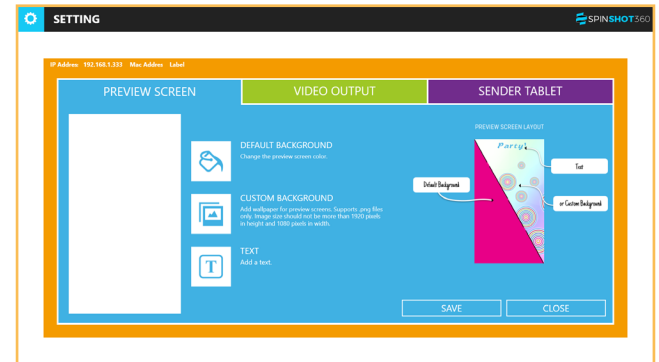 SETTING
SPINSHOT360
IP Addres: 192.168.1.333 Mac Addres Label
PREVIEW SCREEN
VIDEO OUTPUT
SENDER TABLET
DEFAULT BACKGROUND
Change the preview screen color.
CUSTOM BACKGROUND
Add wallpaper for preview screens. Supports .png files
only. Image size should not be more than 1920 pixels
in height and 1080 pixels in width.
TEXT
Add a text.
T
PREVIEW SCREEN LAYOUT
Party!
Text
Default Background
or Custom Background
SAVE
CLOSE